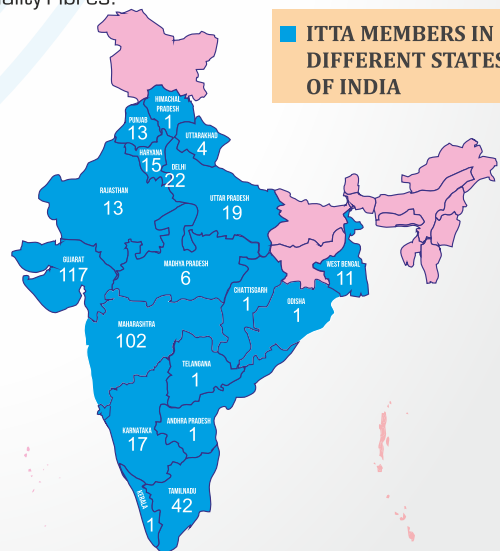 ality Fibres.
ITTA MEMBERS IN
DIFFERENT STATES
OF INDIA
HIMACHAL
PRADESH
1
PUNJAB
13
UTTARAKHAD
4
HARYANA
15
DELHI
22
RAJASTHAN
13
UTTAR PRADESH
19
GUJARAT
117
MADHYA PRADESH
6
CHATTISGARH
1
WEST BENGAL
11
ODISHA
1
MAHARASHTRA
102
TELANGANA
1
KARNATAKA
17
ANDHRA PRADESH
1
TAMILNADU
42
KERALA
1